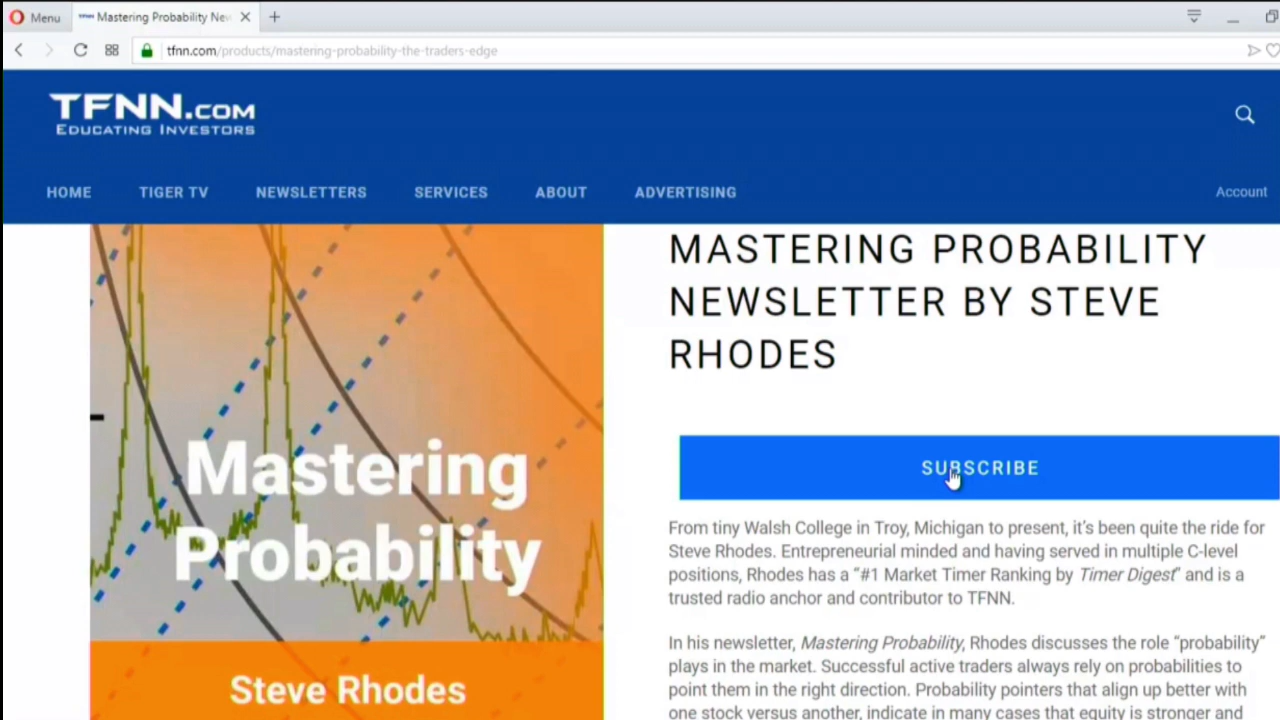 Menu
TFNN Mastering Probability New
tfnn.com/products/mastering-probability-the-traders-edge
TFNN.COM
EDUCATING INVESTORS
HOME TIGER TV NEWSLETTERS SERVICES ABOUT ADVERTISING Account
MASTERING PROBABILITY
NEWSLETTER BY STEVE
RHODES
Mastering
Probability
Steve Rhodes
SUBSCRIBE
From tiny Walsh College in Troy, Michigan to present, it's been quite the ride for
Steve Rhodes. Entrepreneurial minded and having served in multiple C-level
positions, Rhodes has a “#1 Market Timer Ranking by Timer Digest” and is a
trusted radio anchor and contributor to TFNN.
In his newsletter, Mastering Probability, Rhodes discusses the role “probability”
plays in the market. Successful active traders always rely on probabilities to
point them in the right direction. Probability pointers that align up better with
one stock versus another, indicate in many cases that equity is stronger and